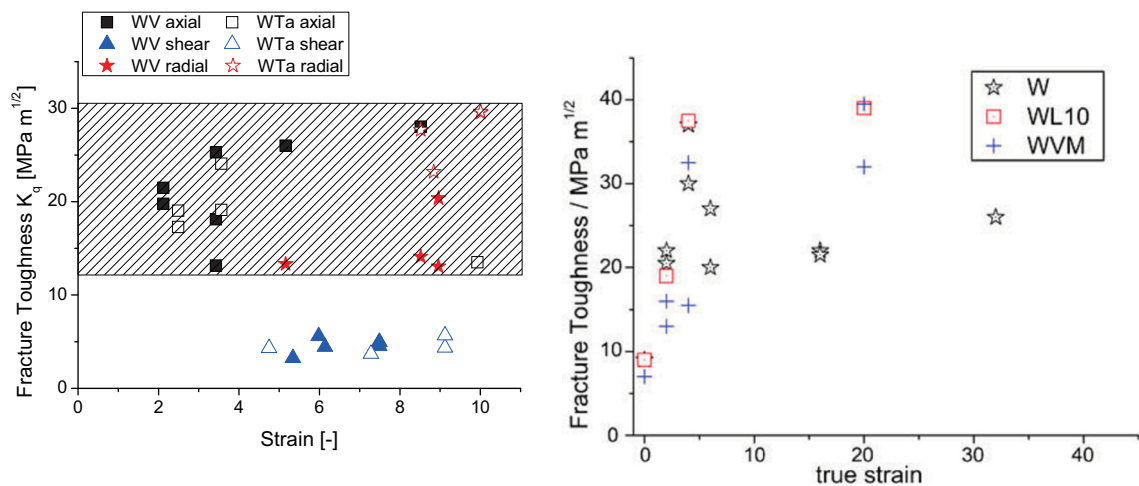 WV axial WTa axial
WV shear WTa shear
WV radial WTa radial
Fracture Toughness K_q [MPa m^1/2]
30
20
10
0
0 2 4 6 8 10
Strain [-]
W
WL10
WVM
Fracture Toughness / MPa m^1/2
40
30
20
10
0
0 10 20 30 40
true strain